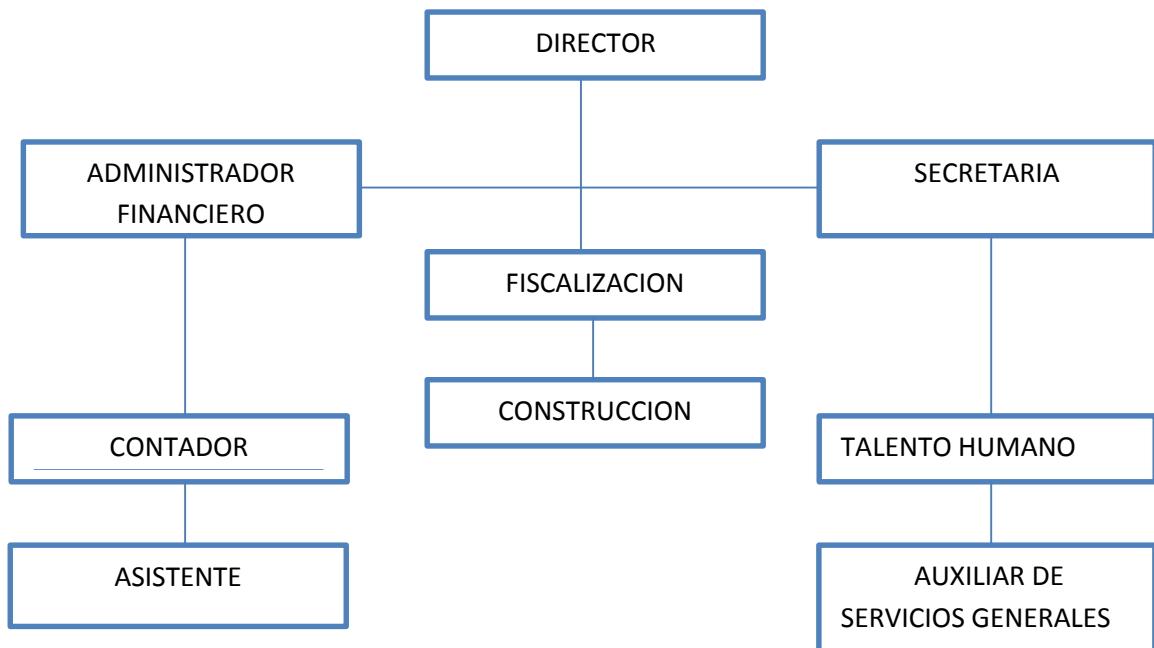 DIRECTOR
ADMINISTRADOR
FINANCIERO
SECRETARIA
FISCALIZACION
CONSTRUCCION
CONTADOR
TALENTO HUMANO
ASISTENTE
AUXILIAR DE
SERVICIOS GENERALES